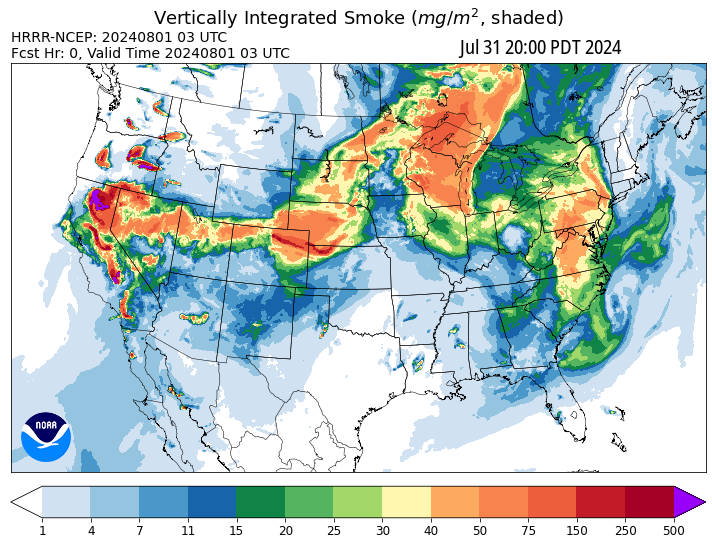 Vertically Integrated Smoke (mg/m², shaded)
HRRR-NCEP: 20240801 03 UTC
Fcst Hr: 0, Valid Time 20240801 03 UTC
Jul 31 20:00 PDT 2024
NOAA
1 4 7 11 15 20 25 30 40 50 75 150 250 500